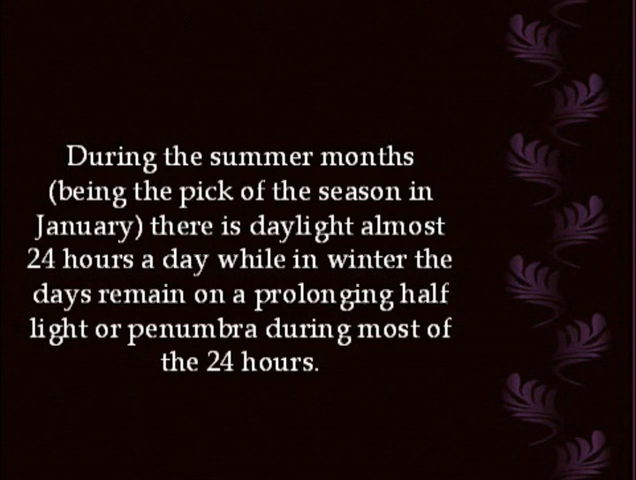 During the summer months
(being the pick of the season in
January) there is daylight almost
24 hours a day while in winter the
days remain on a prolonging half
light or penumbra during most of
the 24 hours.